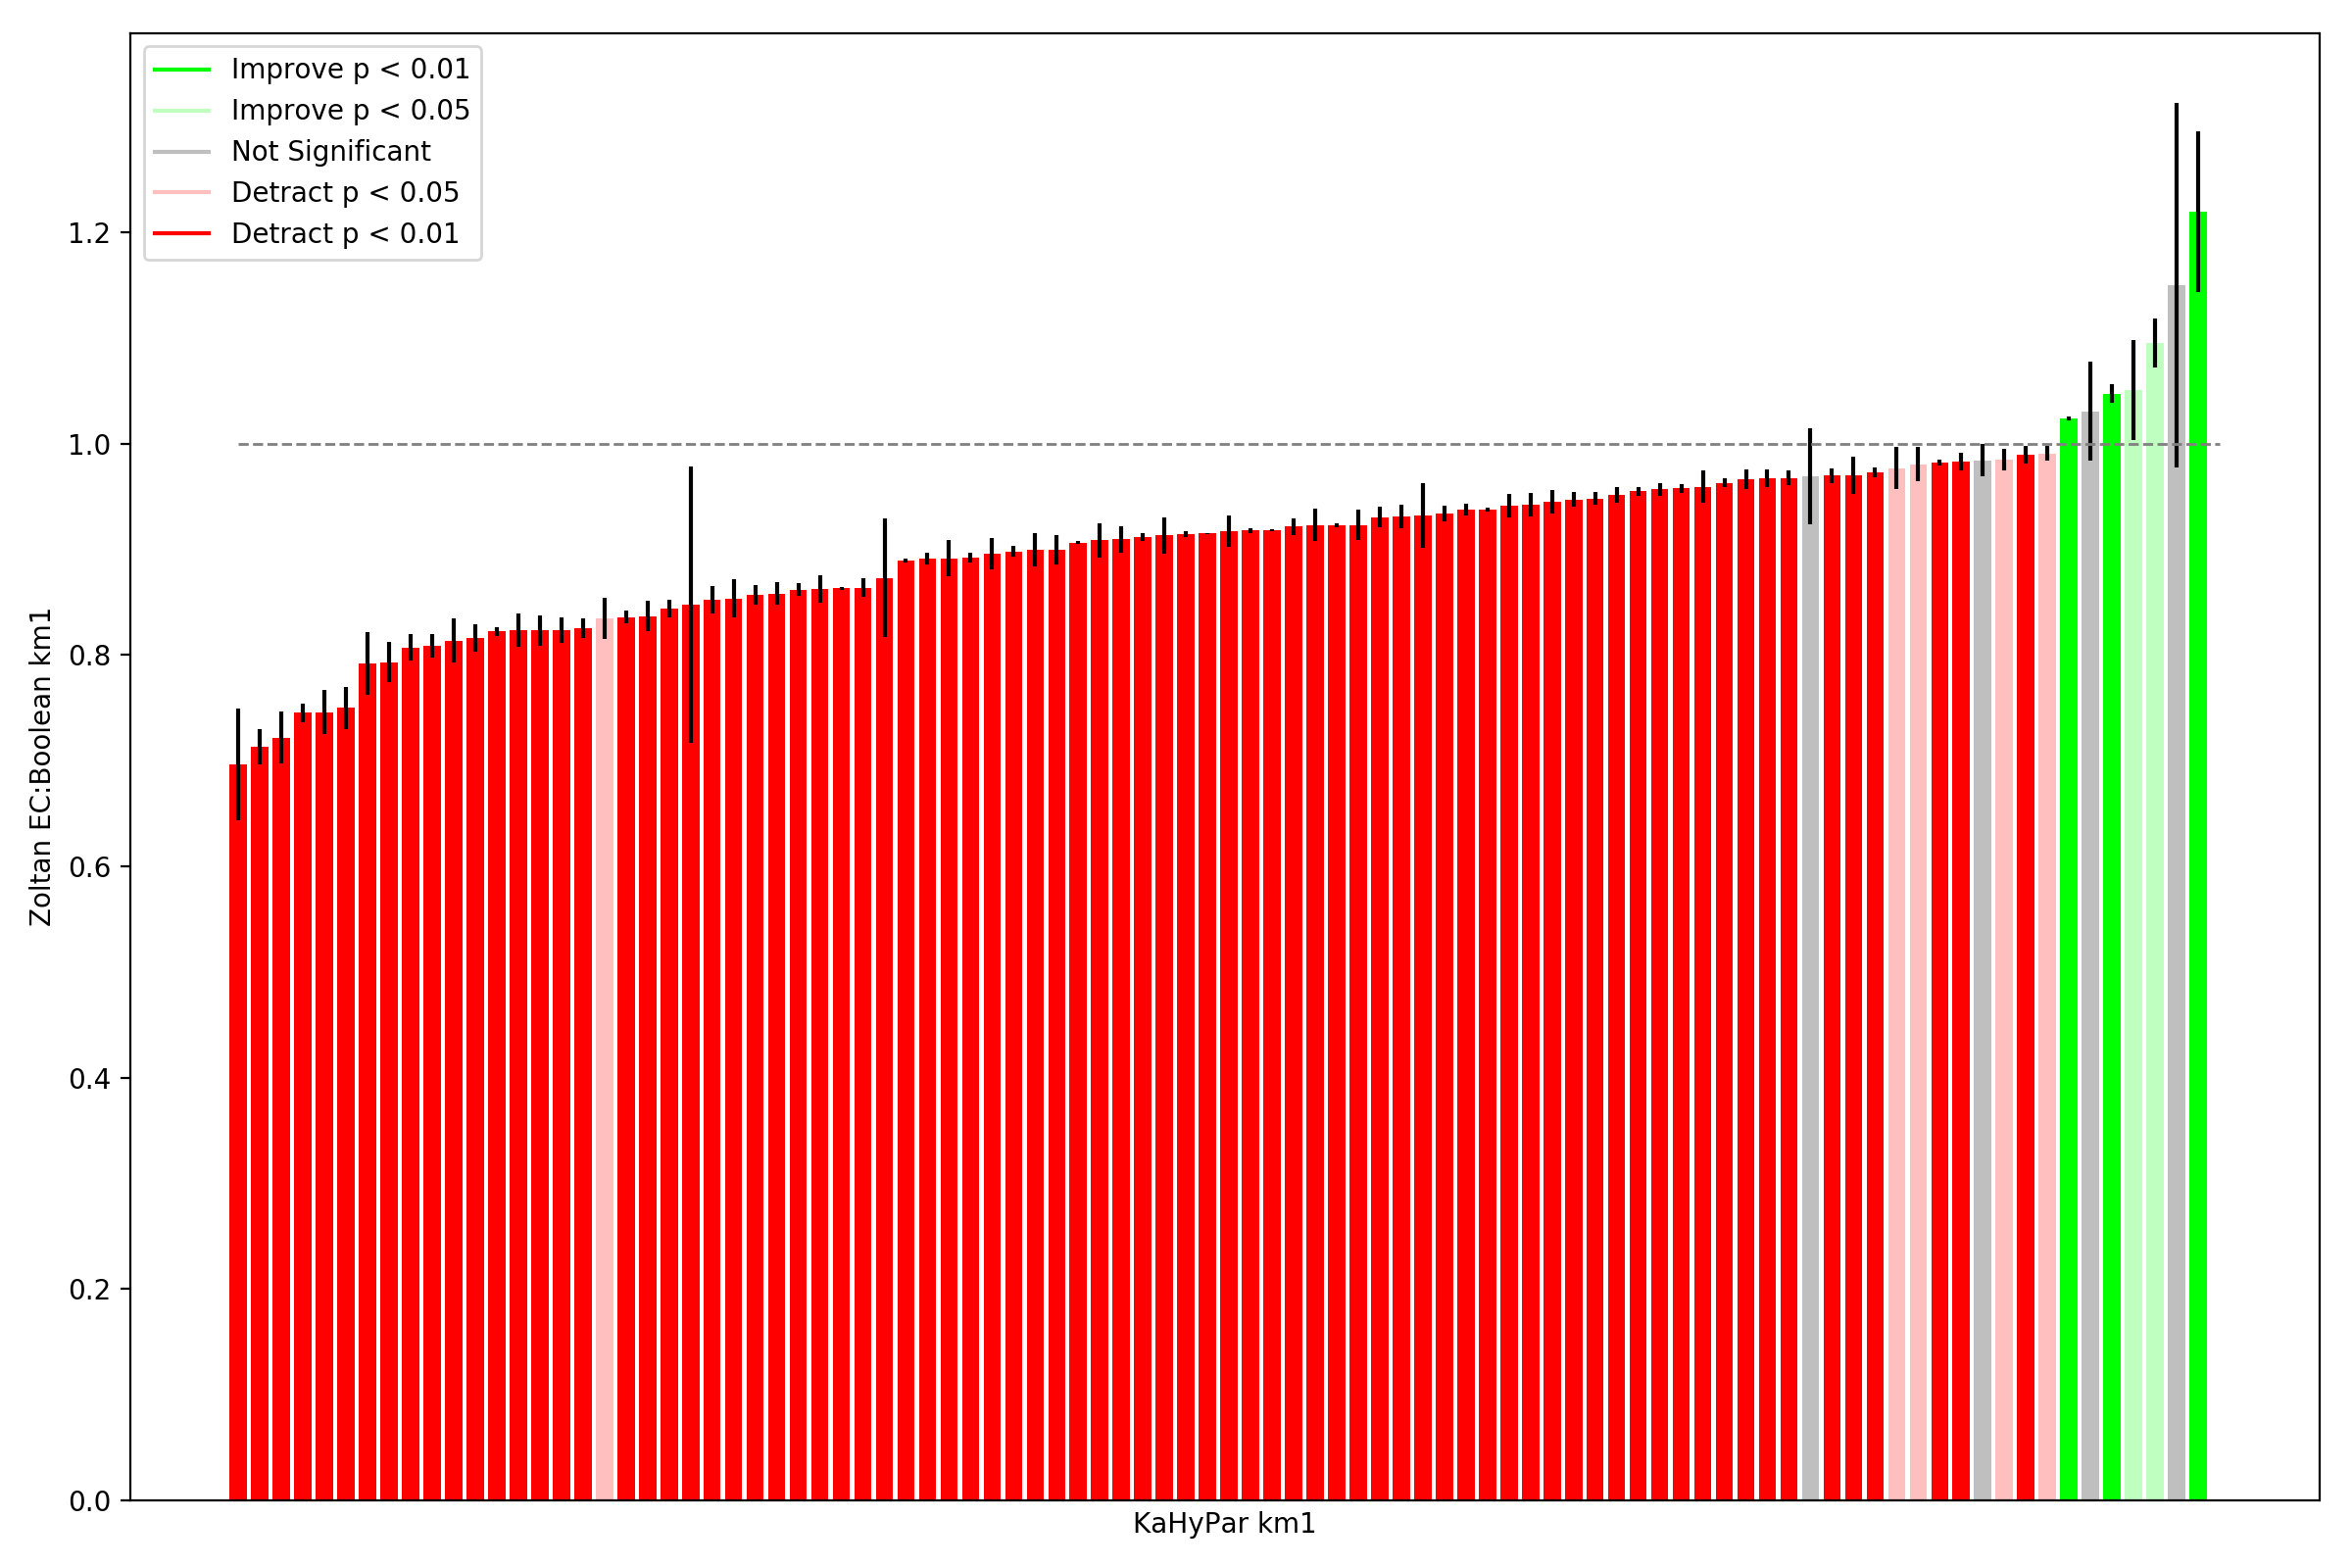 Improve p < 0.01
Improve p < 0.05
Not Significant
Detract p < 0.05
Detract p < 0.01
1.2
1.0
0.8
0.6
0.4
0.2
0.0
Zoltan EC:Boolean km1
KaHyPar km1